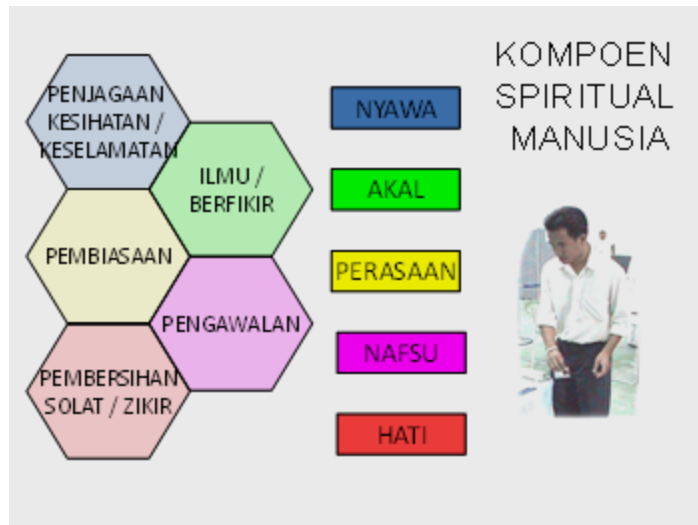 KOMPOEN
SPIRITUAL
MANUSIA
PENJAGAAN
KESIHATAN /
KESELAMATAN
ILMU /
BERFIKIR
PEMBIASAAN
PENGAWALAN
PEMBERSIHAN
SOLAT / ZIKIR
NYAWA
AKAL
PERASAAN
NAFSU
HATI